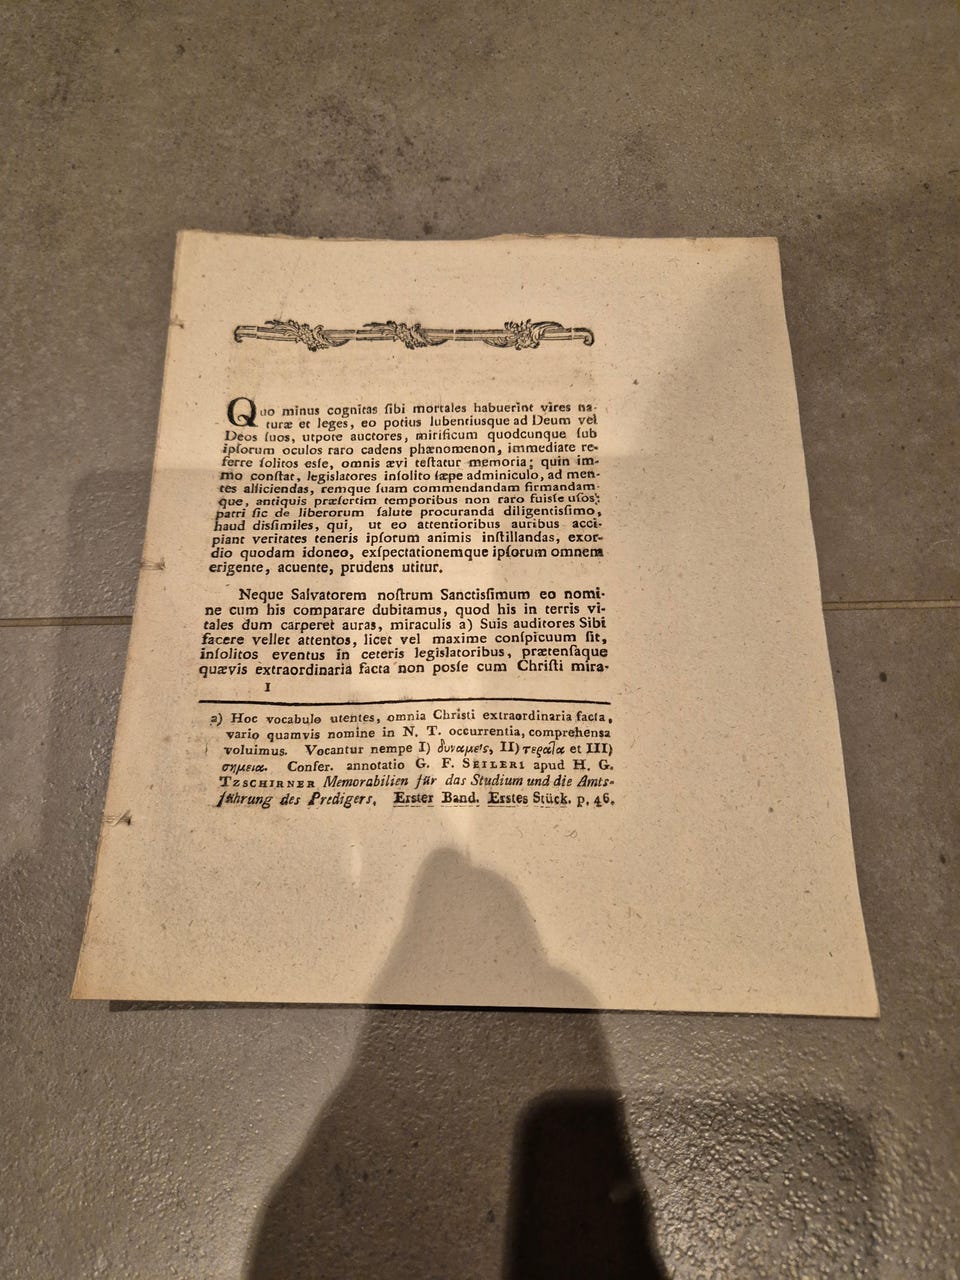 Quo minus cognitas ſibi mortales habuerint vires na-
turæ et leges, eo potius lubentiusque ad Deum vel
Deos ſuos, utpote auctores, mirificum quodcunque ſub
ipſorum oculos raro cadens phænomenon, immediate re-
ferre ſolitos eſſe, omnis ævi teſtatur memoria; quin im-
mo conſtat, legislatores inſolito ſæpe adminiculo, ad men-
tes alliciendas, remque ſuam commendandam firmandam-
que, antiquis præſertim temporibus non raro fuiſſe uſos;
patri ſic de liberorum ſalute procuranda diligentisſimo,
haud disſimiles, qui, ut eo attentioribus auribus acci-
piant veritates teneris ipſorum animis inſtillandas, exor-
dio quodam idoneo, exſpectationemque ipſorum omnem
erigente, acuente, prudens utitur.
Neque Salvatorem noſtrum Sanctisſimum eo nomi-
ne cum his comparare dubitamus, quod his in terris vi-
tales dum carperet auras, miraculis a) Suis auditores Sibi
facere vellet attentos, licet vel maxime conſpicuum ſit,
inſolitos eventus in ceteris legislatoribus, prætenſaque
quævis extraordinaria facta non posſe cum Chriſti mira-
1
a) Hoc vocabulo utentes, omnia Chriſti extraordinaria facta,
vario quamvis nomine in N. T. occurrentia, comprehensa
voluimus. Vocantur nempe I) δυναμεις, II) τεραῖα et III)
σημεια. Confer. annotatio G. F. SEILERI apud H. G.
TZSCHIRNER Memorabilien für das Studium und die Amts-
führung des Predigers, Erster Band. Erstes Stück. p, 46.